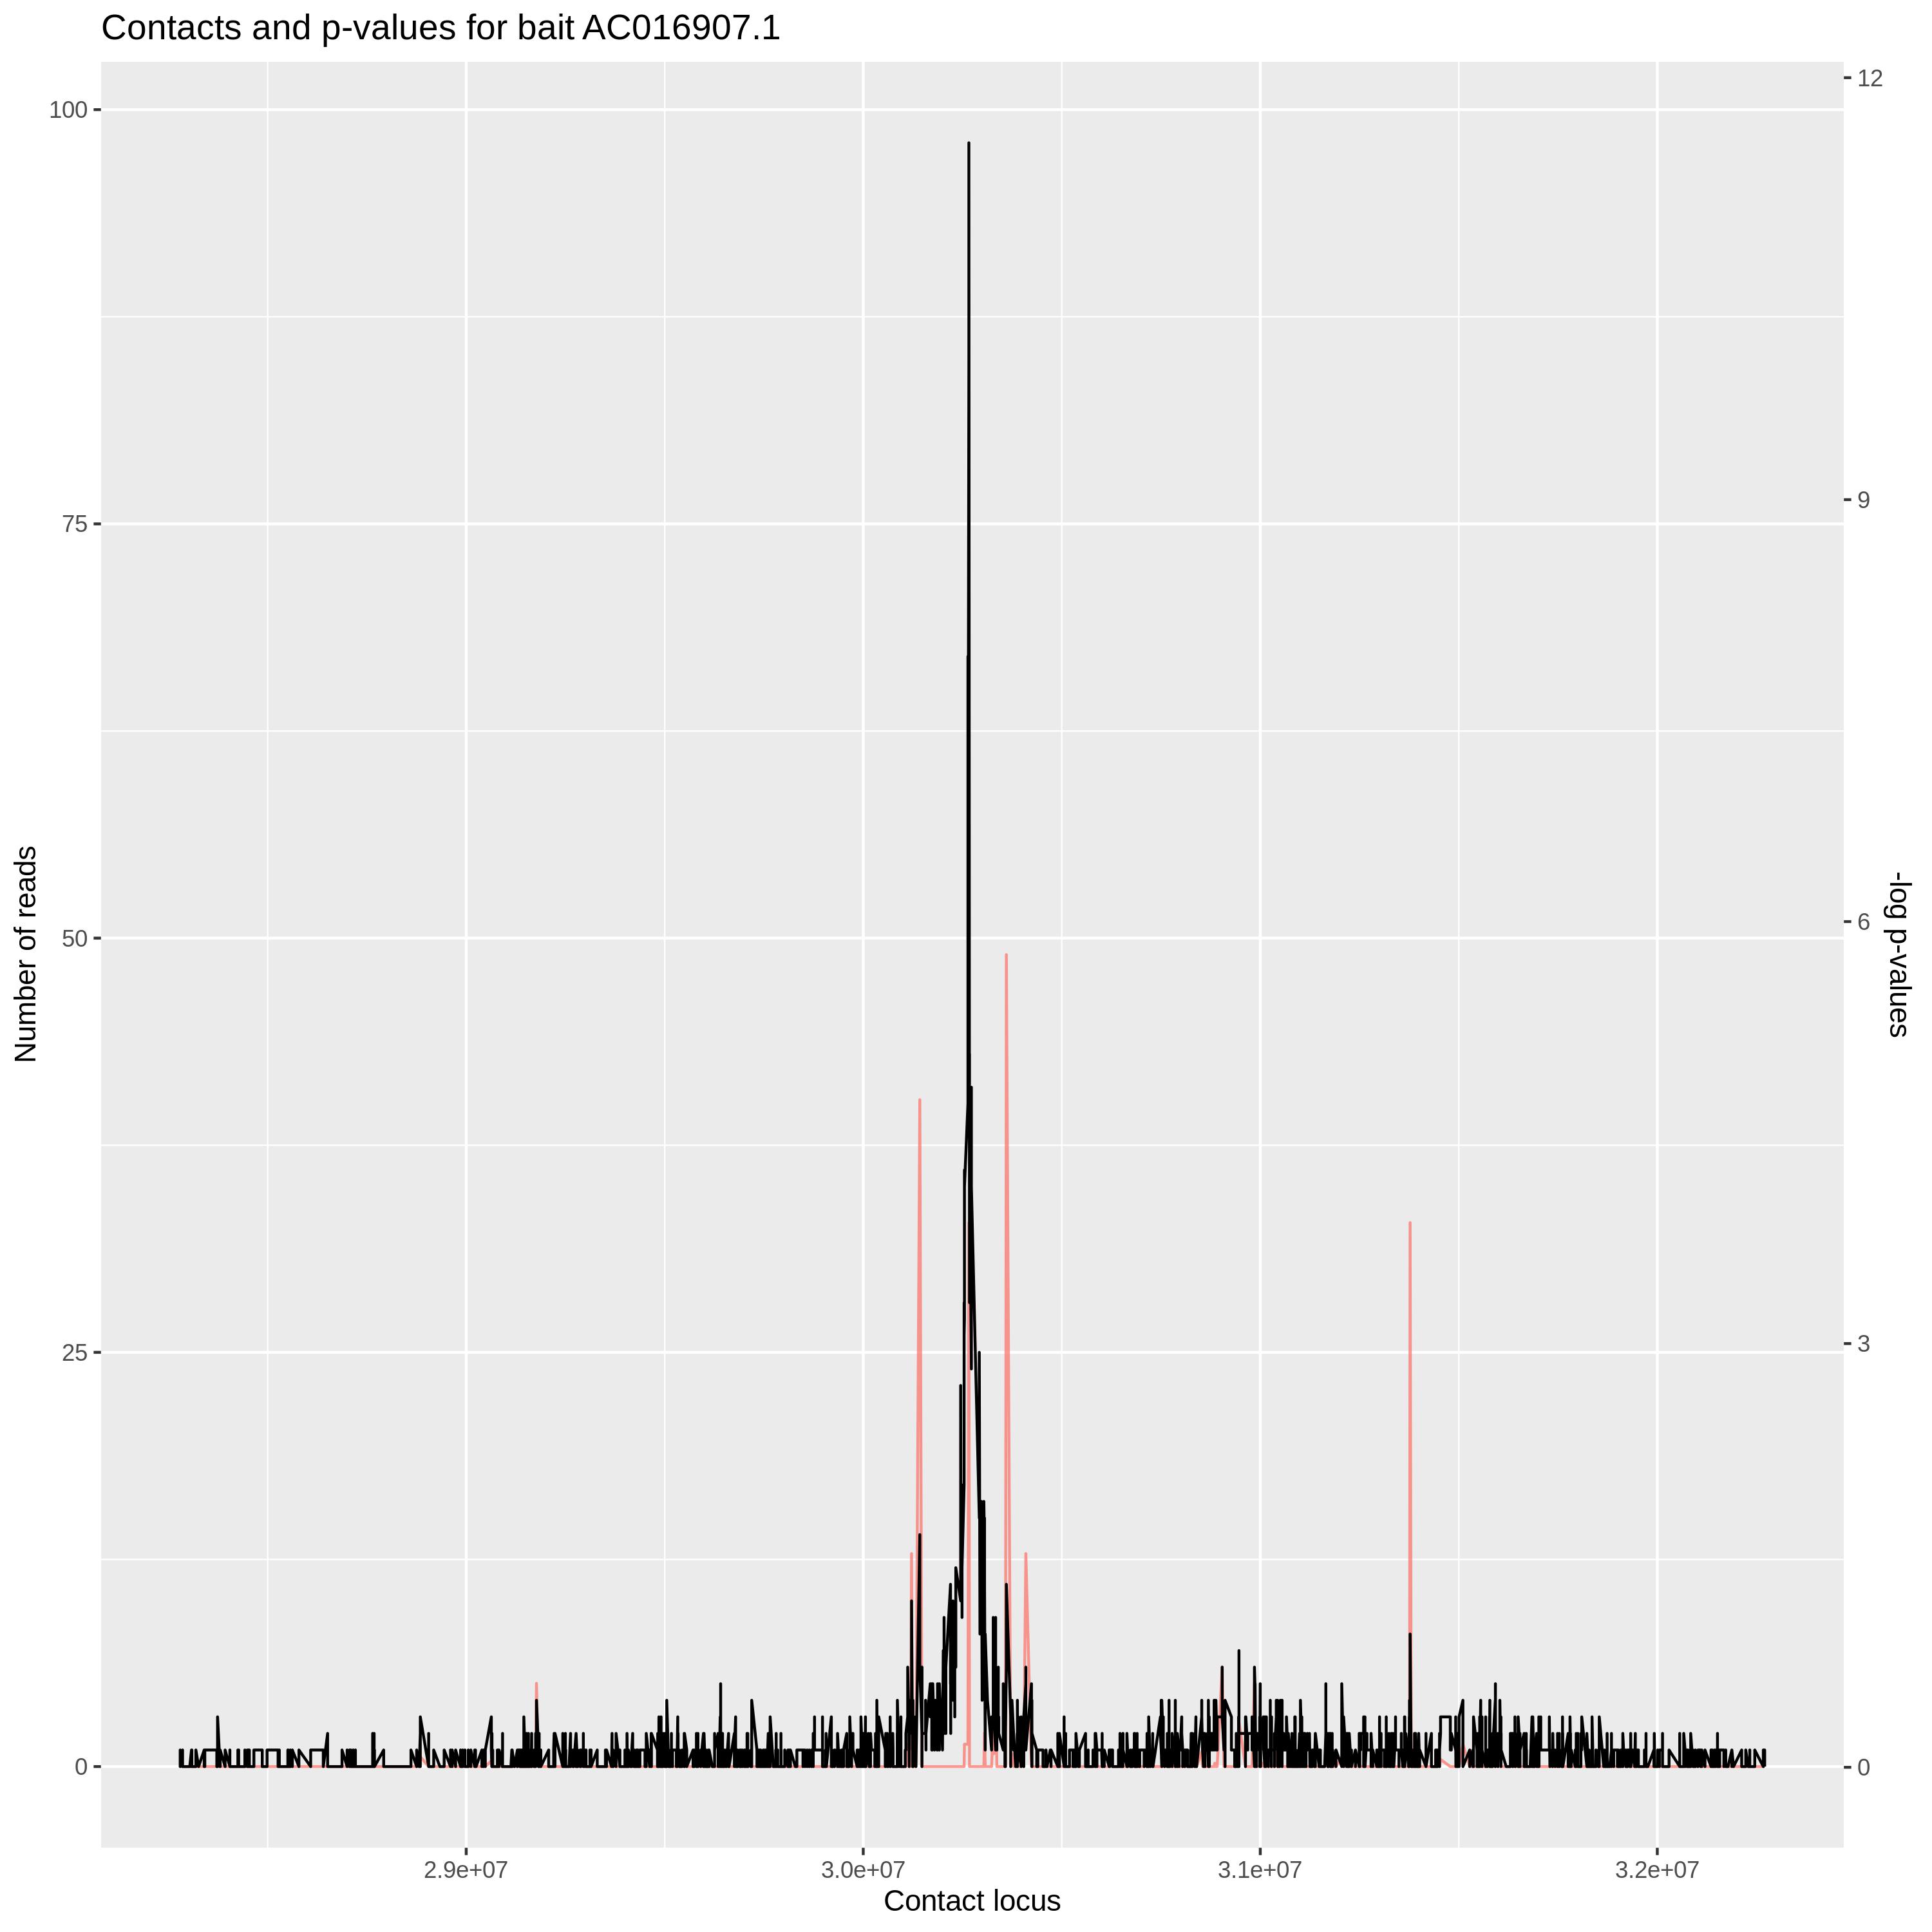 Contacts and p-values for bait AC016907.1
100
75
50
25
0
12
9
6
3
0
Number of reads
-log p-values
2.9e+07 3.0e+07 3.1e+07 3.2e+07
Contact locus